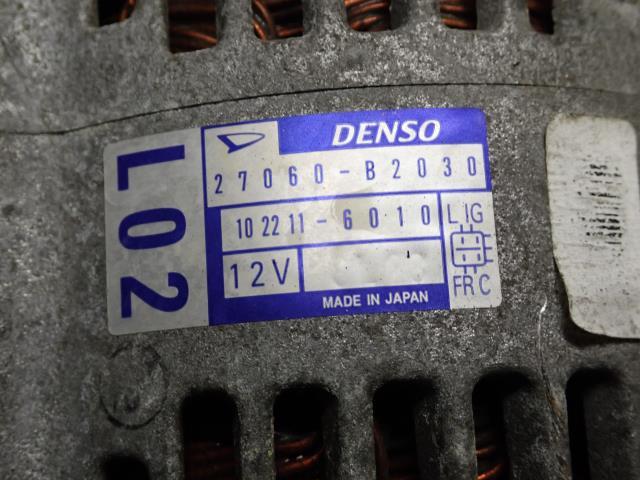 L02
DENSO
27060-B2030
102211-6010
12V
L IG
FR C
MADE IN JAPAN